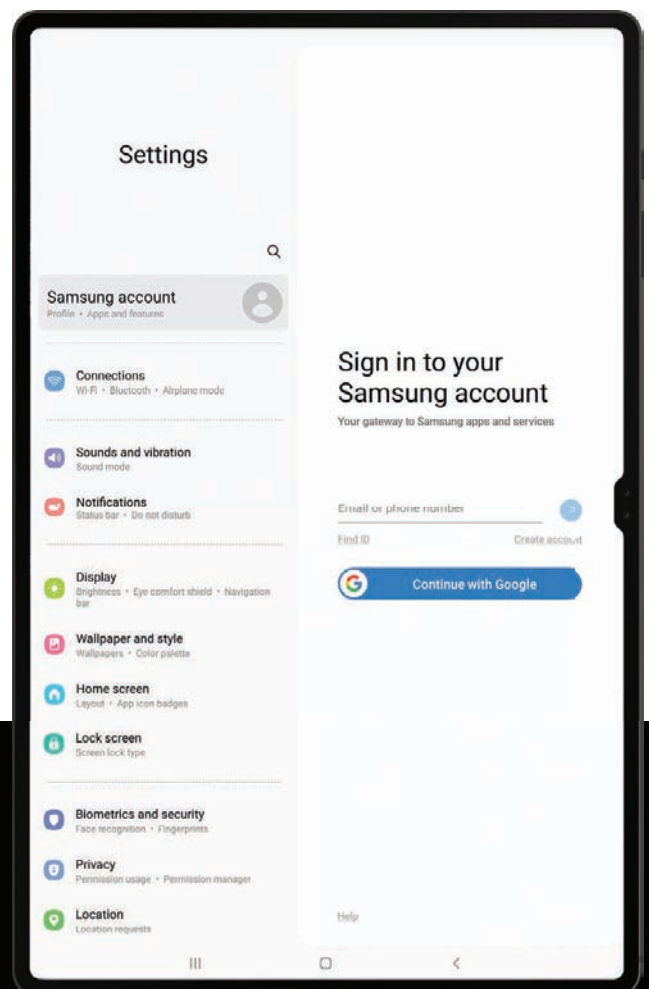 Settings
Samsung account
Profile • Apps and features
Connections
Wi-Fi • Bluetooth • Airplane mode
Sounds and vibration
Sound mode
Notifications
Status bar • Do not disturb
Display
Brightness • Eye comfort shield • Navigation
bar
Wallpaper and style
Wallpapers • Color palette
Home screen
Layout • App icon badges
Lock screen
Screen lock type
Biometrics and security
Face recognition • Fingerprints
Privacy
Permission usage • Permission manager
Location
Location requests
Sign in to your
Samsung account
Your gateway to Samsung apps and services
Email or phone number
Find ID
Create account
G
Continue with Google
Help